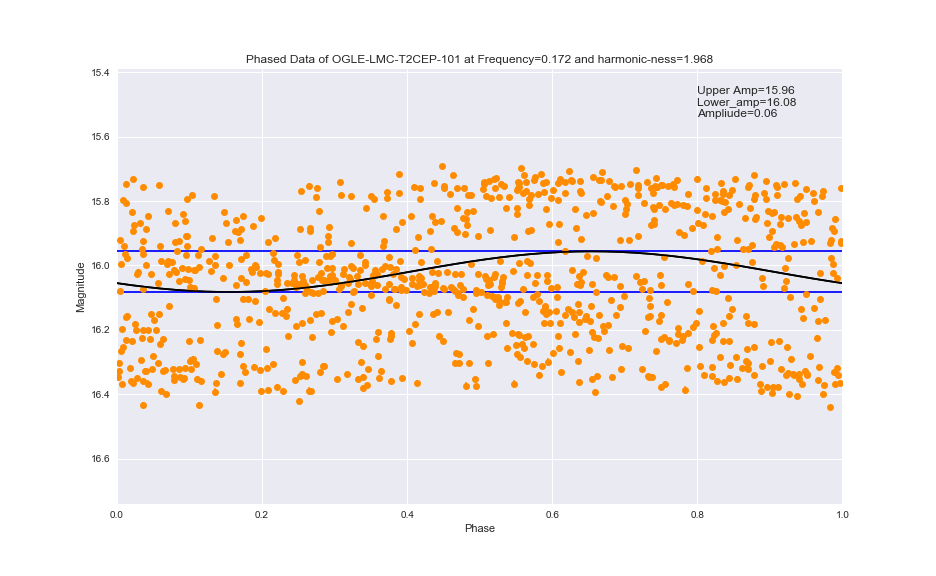 Phased Data of OGLE-LMC-T2CEP-101 at Frequency=0.172 and harmonic-ness=1.968
15.4
Upper Amp=15.96
Lower_amp=16.08
Ampliude=0.06
15.6
15.8
16.0
Magnitude
16.2
16.4
16.6
0.0 0.2 0.4 0.6 0.8 1.0
Phase